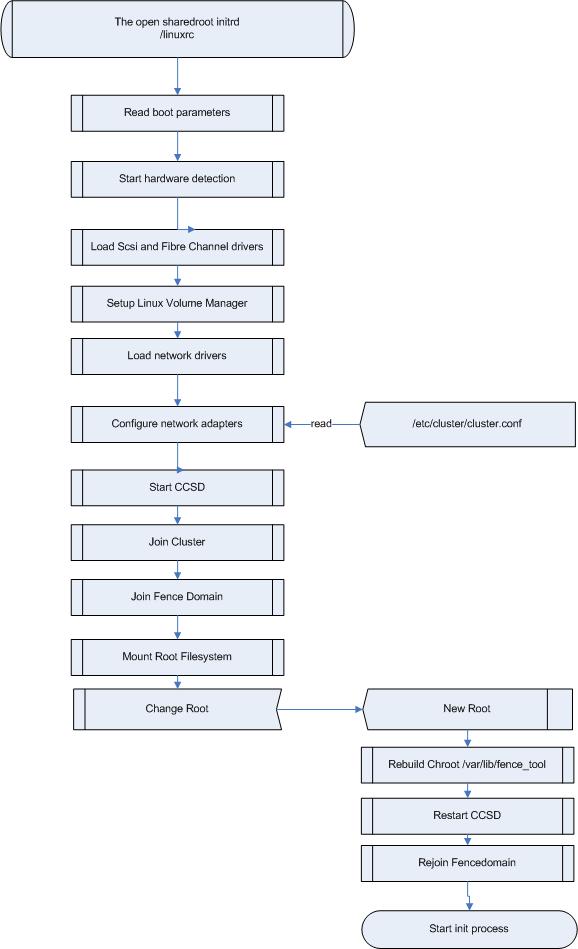 The open sharedroot initrd
/linuxrc
Read boot parameters
Start hardware detection
Load Scsi and Fibre Channel drivers
Setup Linux Volume Manager
Load network drivers
Configure network adapters
read
/etc/cluster/cluster.conf
Start CCSD
Join Cluster
Join Fence Domain
Mount Root Filesystem
Change Root
New Root
Rebuild Chroot /var/lib/fence_tool
Restart CCSD
Rejoin Fencedomain
Start init process